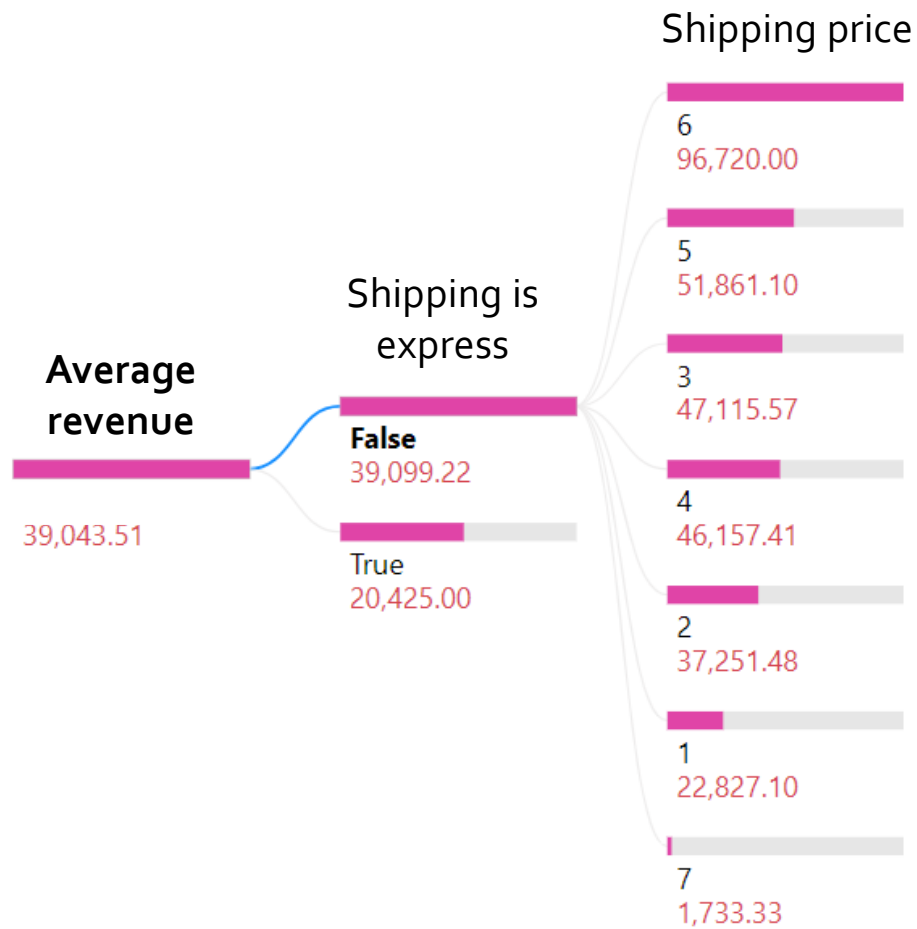 Average
revenue
39,043.51
Shipping is
express
False
39,099.22
True
20,425.00
Shipping price
6
96,720.00
5
51,861.10
3
47,115.57
4
46,157.41
2
37,251.48
1
22,827.10
7
1,733.33